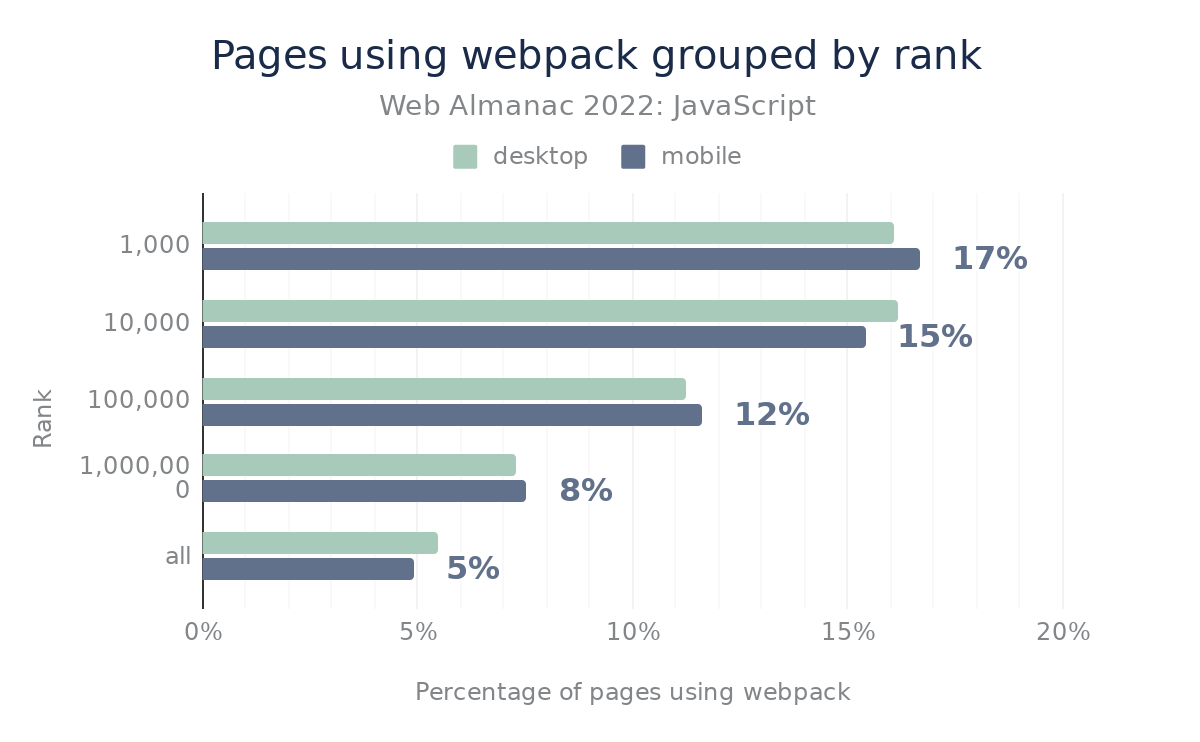 Pages using webpack grouped by rank
Web Almanac 2022: JavaScript
desktop mobile
1,000
17%
10,000
15%
100,000
12%
1,000,00
0
8%
all
5%
Rank
0% 5% 10% 15% 20%
Percentage of pages using webpack